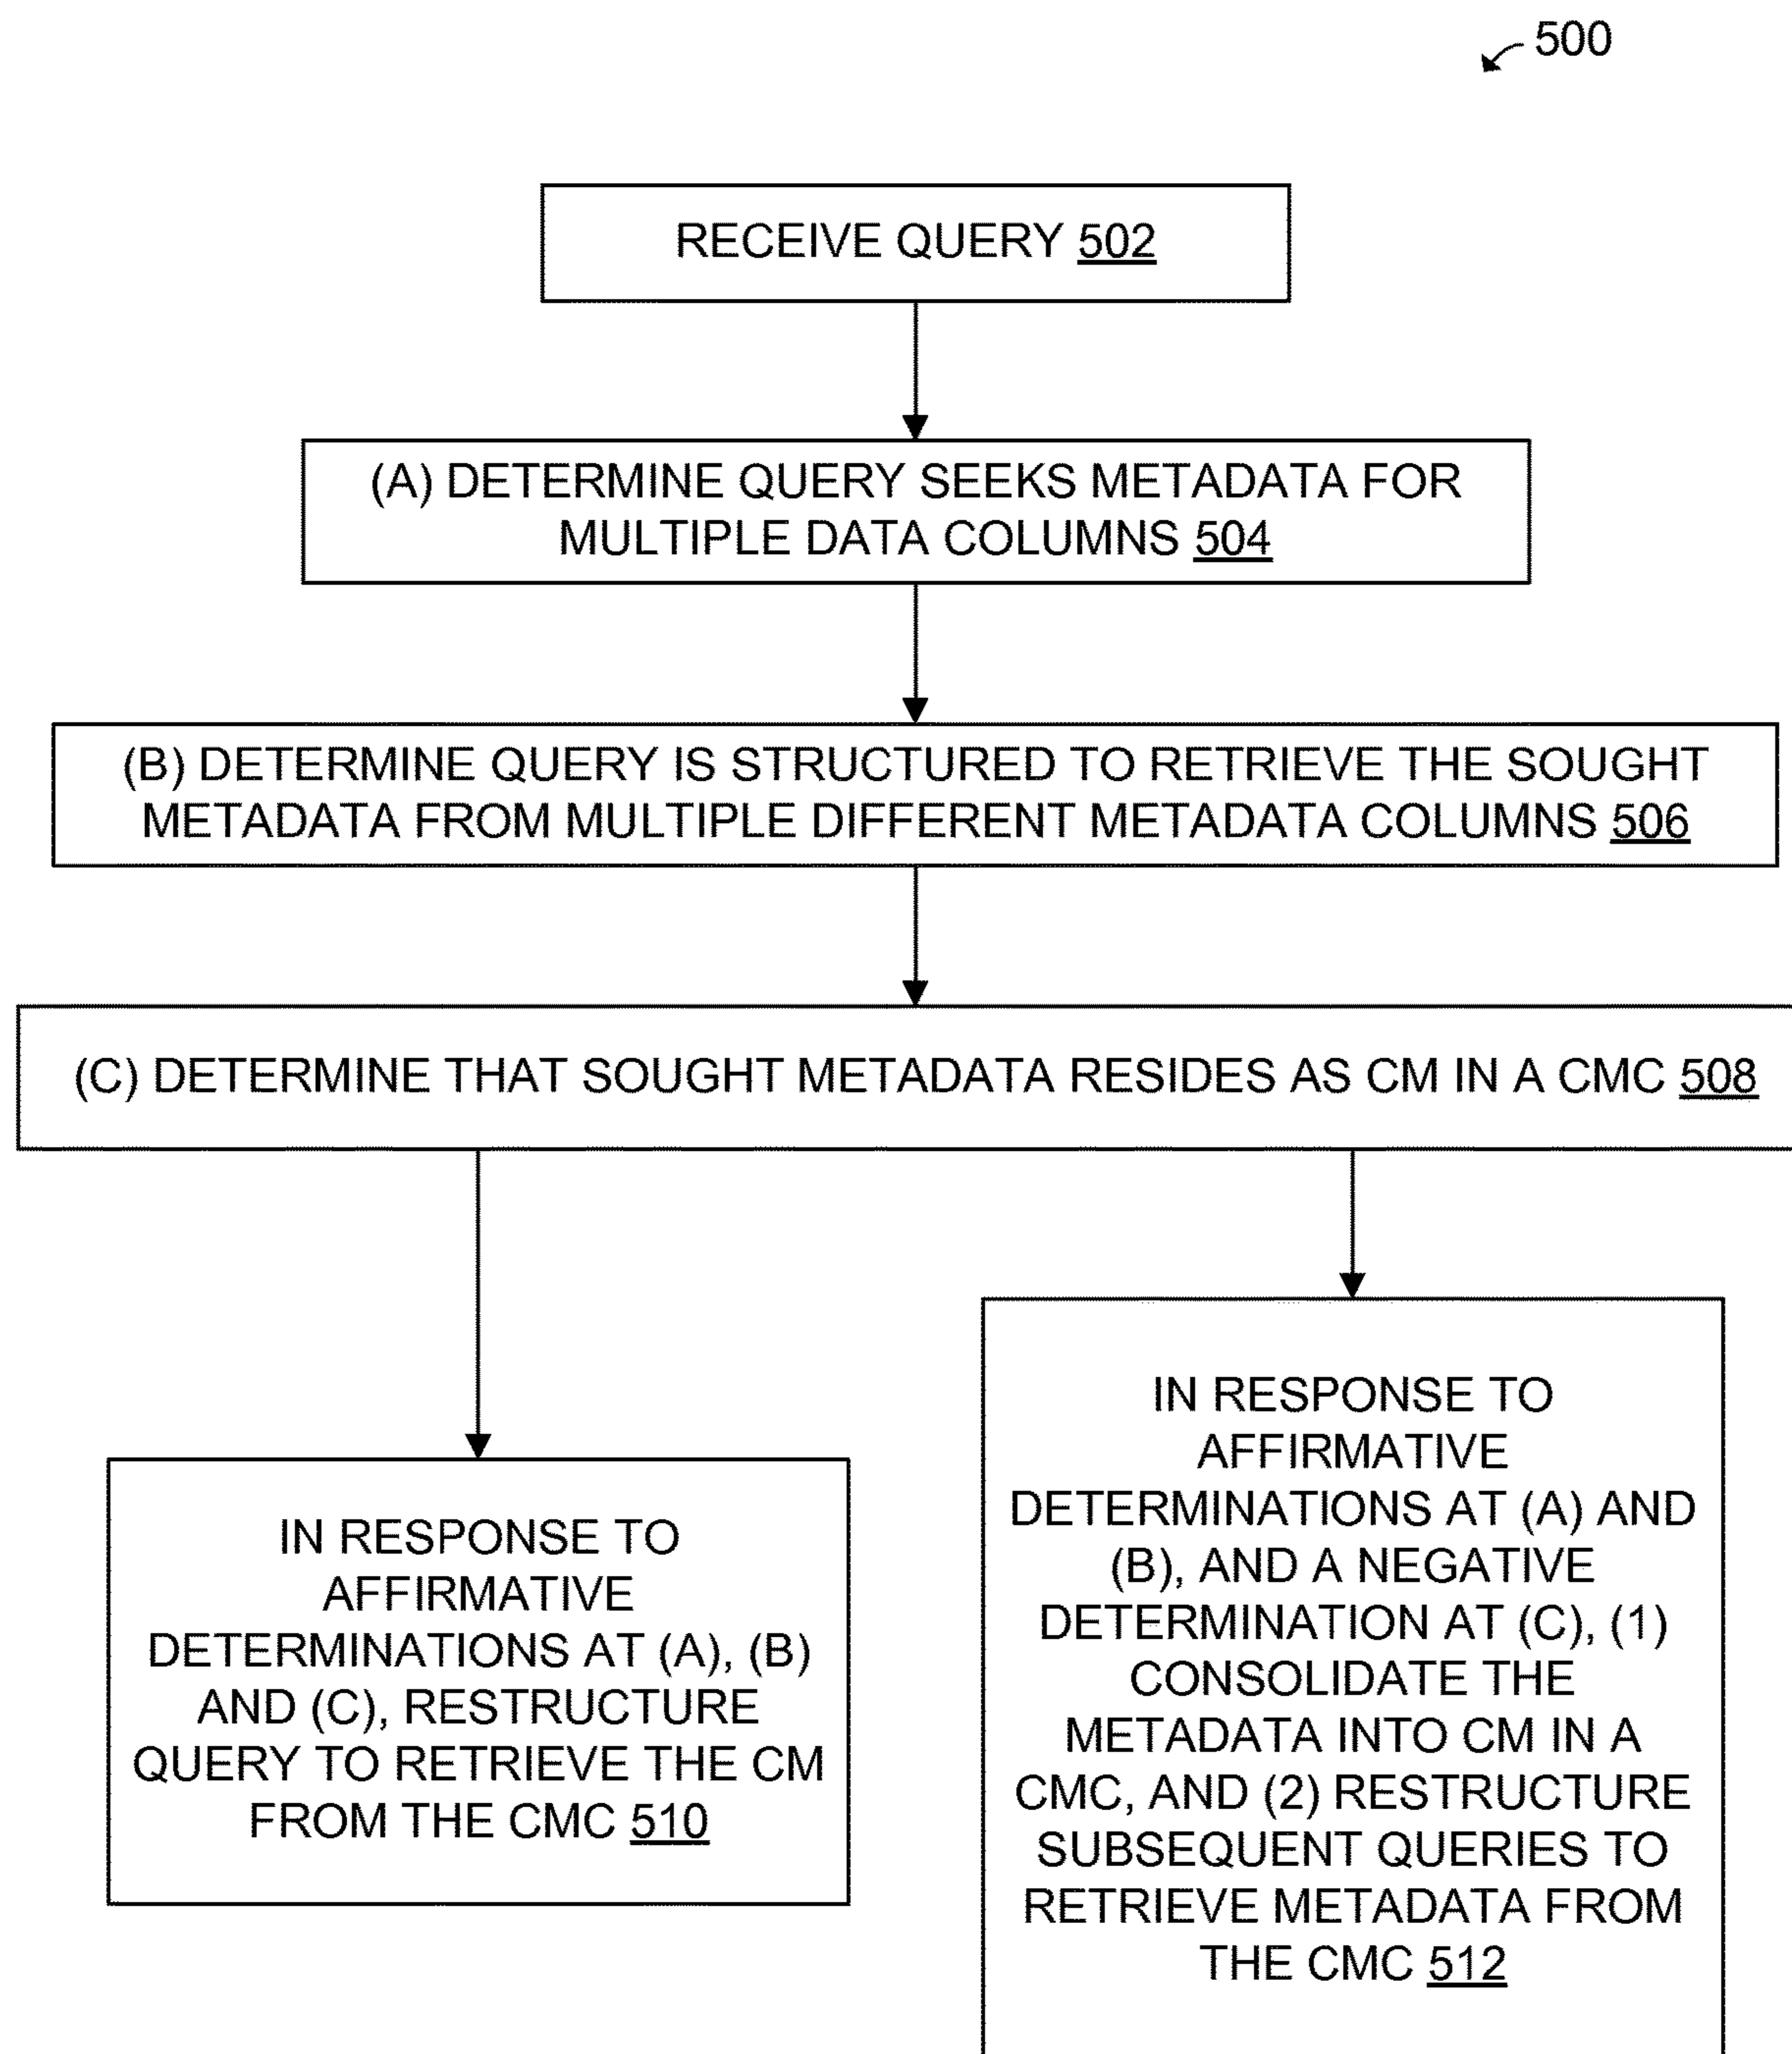 500
RECEIVE QUERY 502
(A) DETERMINE QUERY SEEKS METADATA FOR
MULTIPLE DATA COLUMNS 504
(B) DETERMINE QUERY IS STRUCTURED TO RETRIEVE THE SOUGHT
METADATA FROM MULTIPLE DIFFERENT METADATA COLUMNS 506
(C) DETERMINE THAT SOUGHT METADATA RESIDES AS CM IN A CMC 508
IN RESPONSE TO
AFFIRMATIVE
DETERMINATIONS AT (A), (B)
AND (C), RESTRUCTURE
QUERY TO RETRIEVE THE CM
FROM THE CMC 510
IN RESPONSE TO
AFFIRMATIVE
DETERMINATIONS AT (A) AND
(B), AND A NEGATIVE
DETERMINATION AT (C), (1)
CONSOLIDATE THE
METADATA INTO CM IN A
CMC, AND (2) RESTRUCTURE
SUBSEQUENT QUERIES TO
RETRIEVE METADATA FROM
THE CMC 512